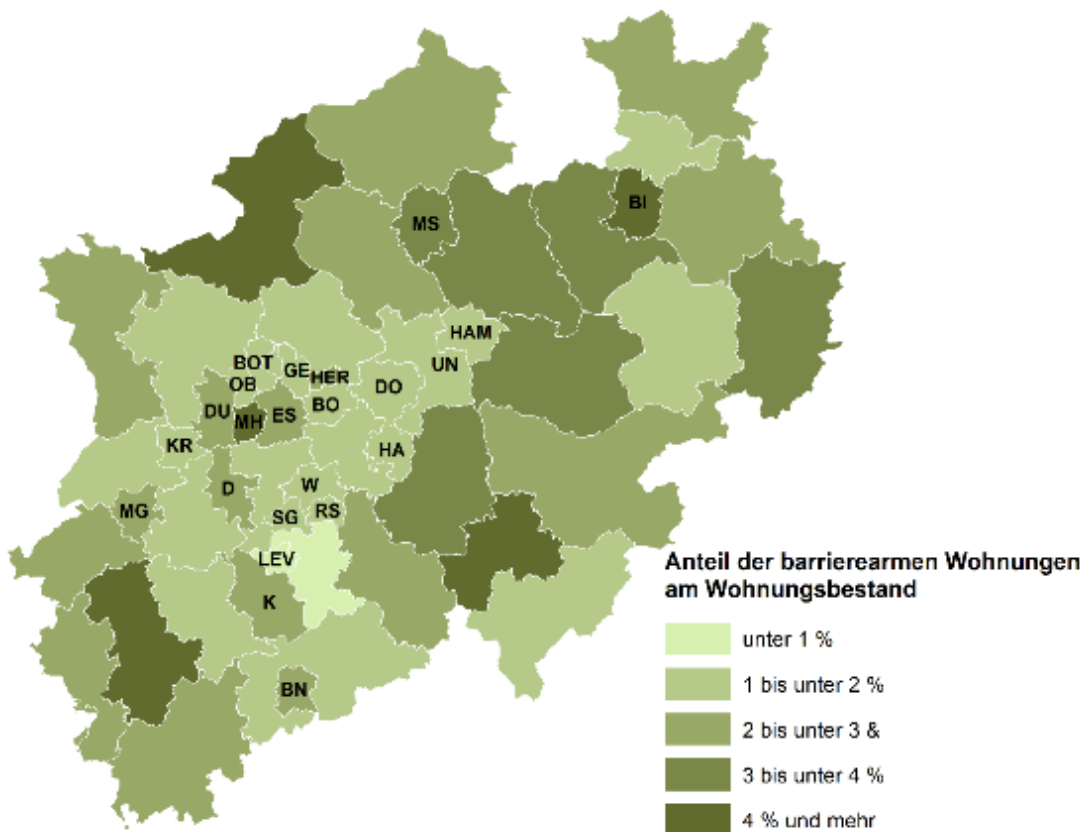 MS
BI
HAM
BOT
GE
HER
UN
OB
DO
DU
MH
ES
BO
KR
HA
D
W
MG
SG
RS
LEV
K
BN
Anteil der barrierearmen Wohnungen
am Wohnungsbestand
unter 1 %
1 bis unter 2 %
2 bis unter 3 &
3 bis unter 4 %
4 % und mehr